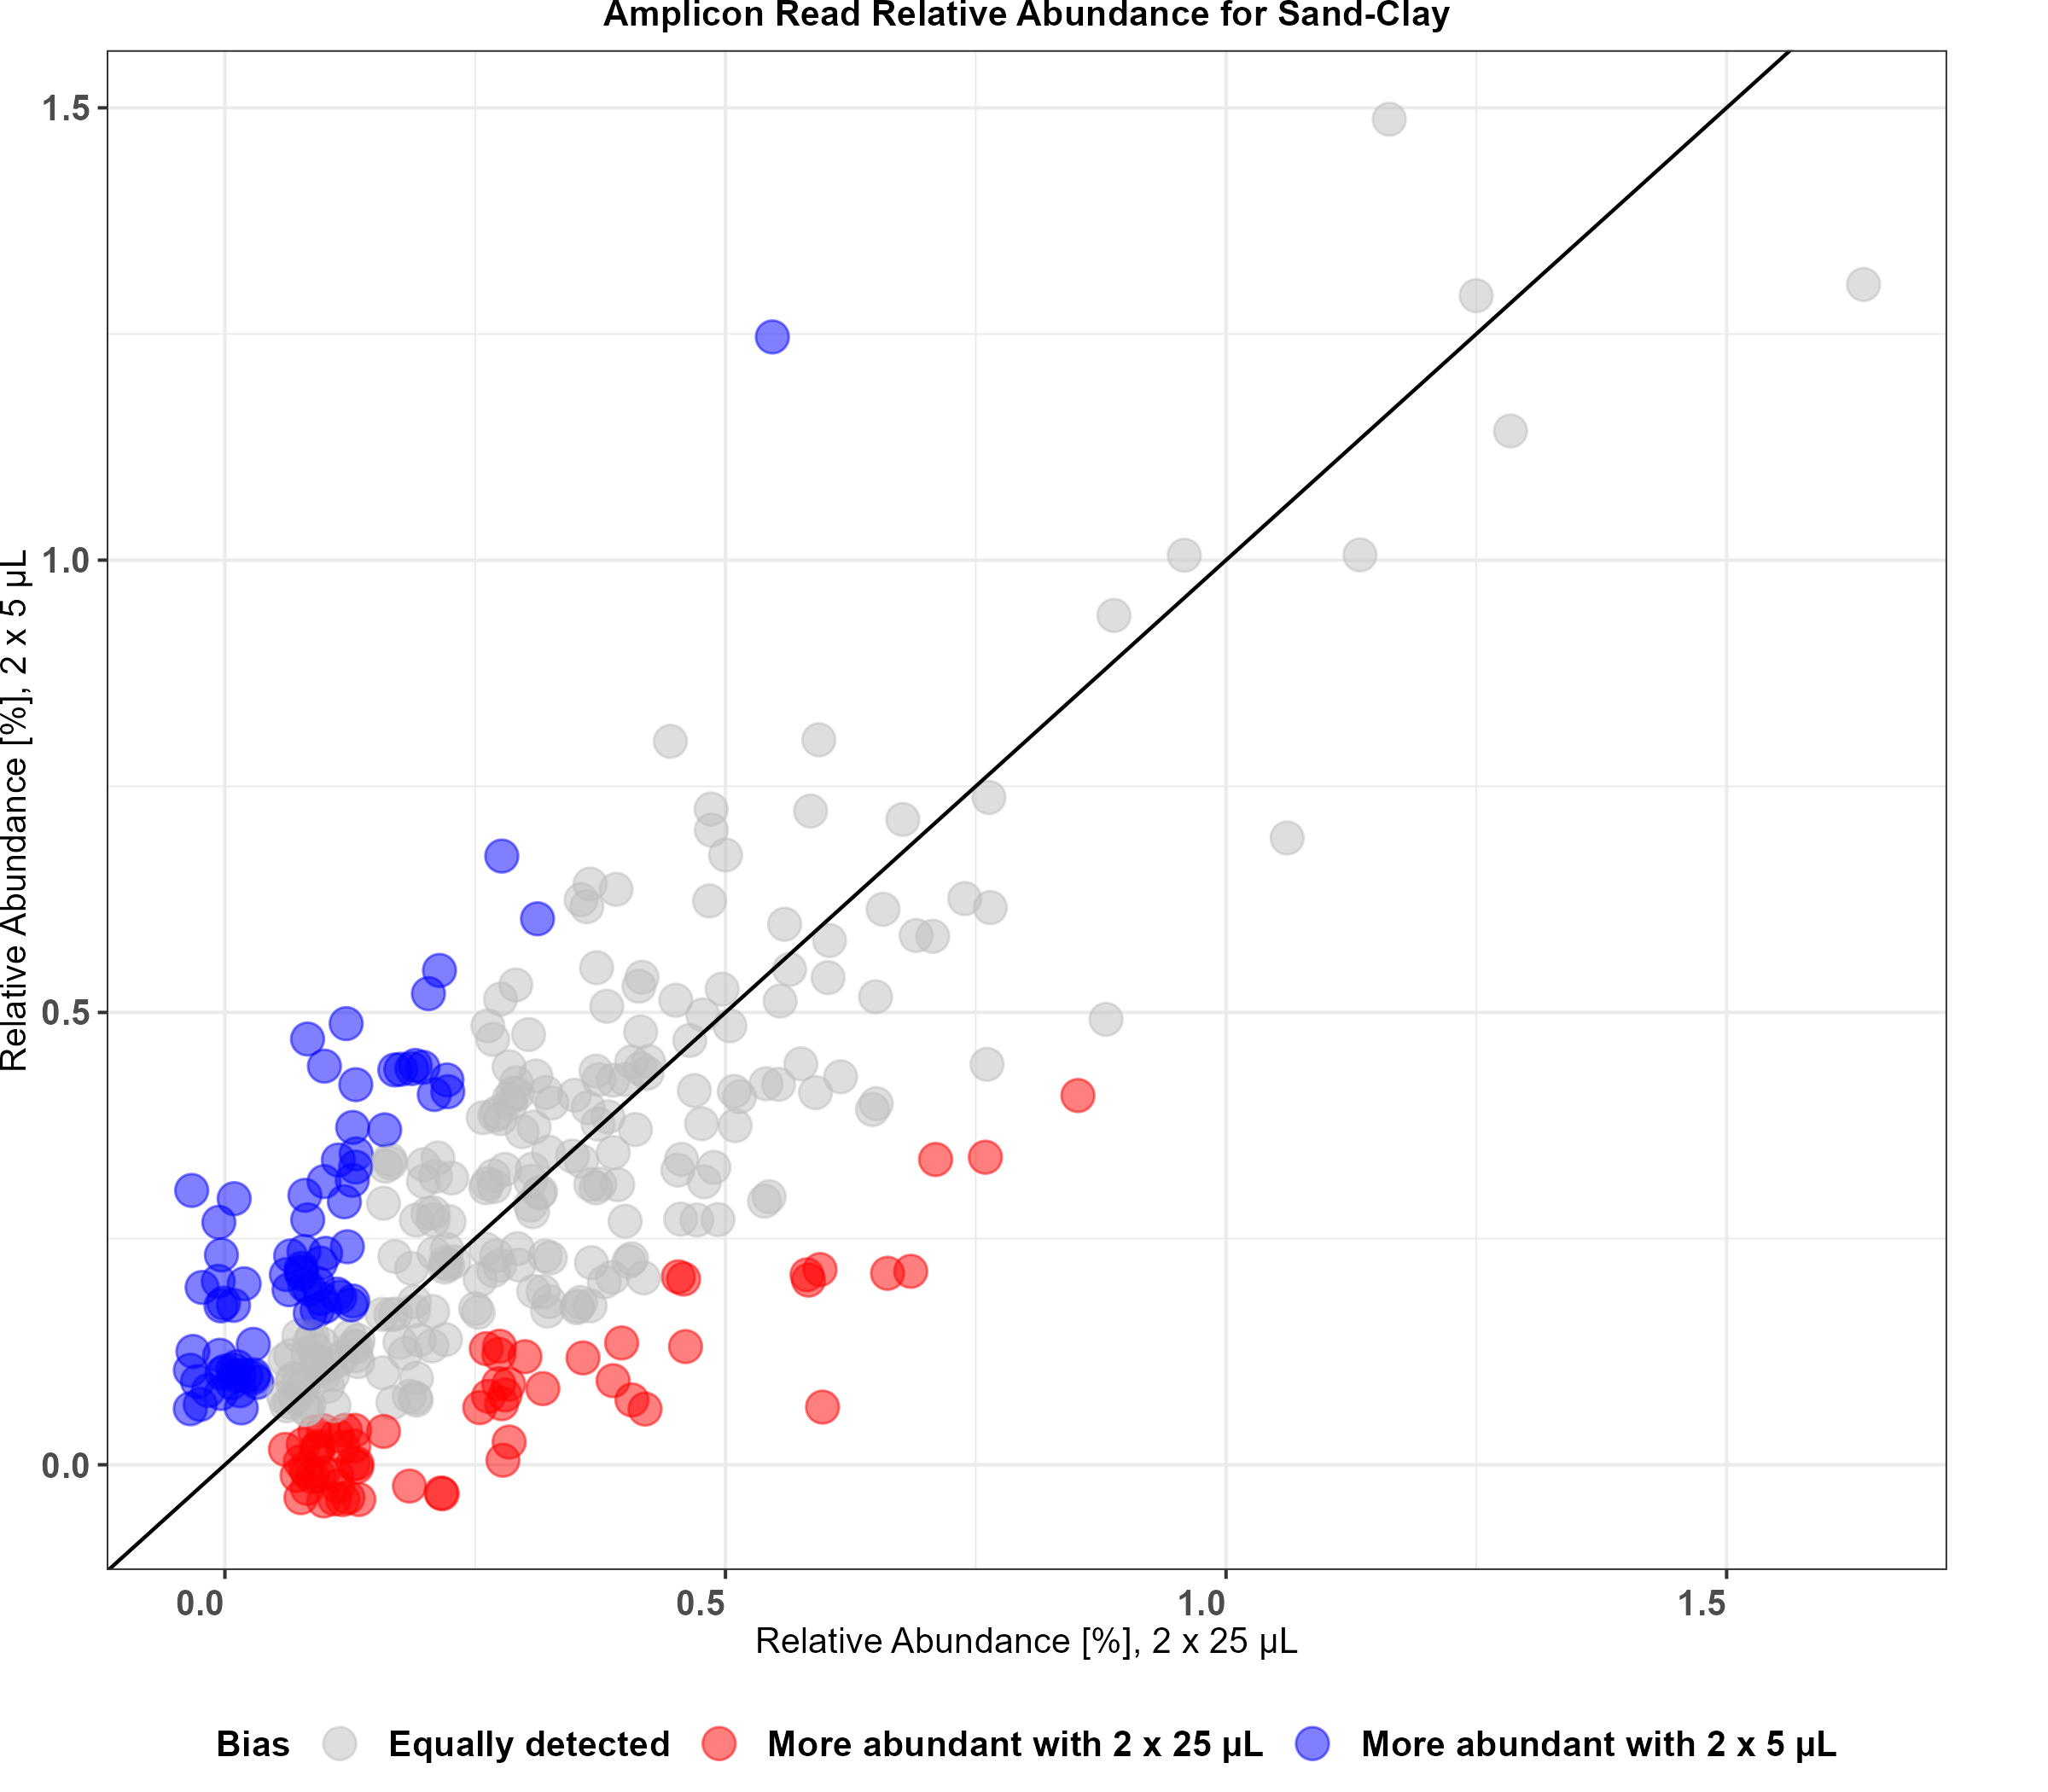 Amplicon Read Relative Abundance for Sand-Clay
Relative Abundance [%], 2 x 5 µL
1.5
1.0
0.5
0.0
0.0 0.5 1.0 1.5
Relative Abundance [%], 2 x 25 µL
Bias Equally detected More abundant with 2 x 25 µL More abundant with 2 x 5 µL